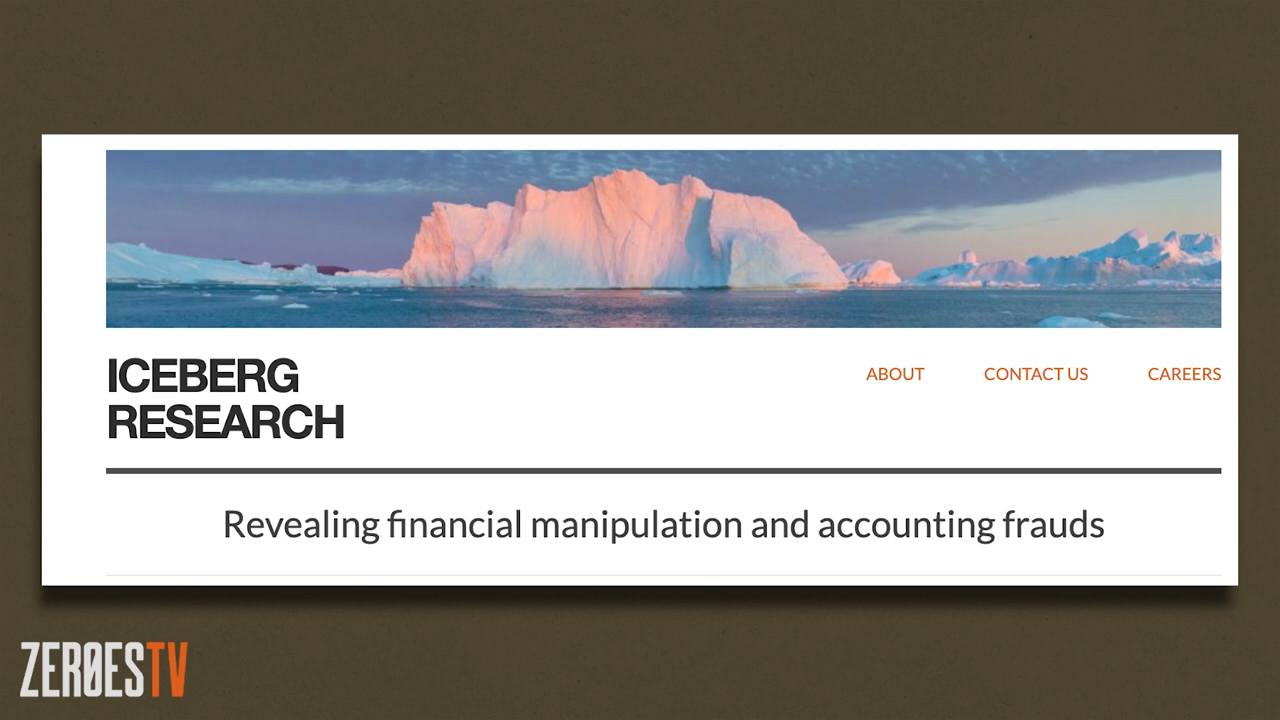 ICEBERG
RESEARCH
ABOUT CONTACT US CAREERS
Revealing financial manipulation and accounting frauds
ZERØESTV